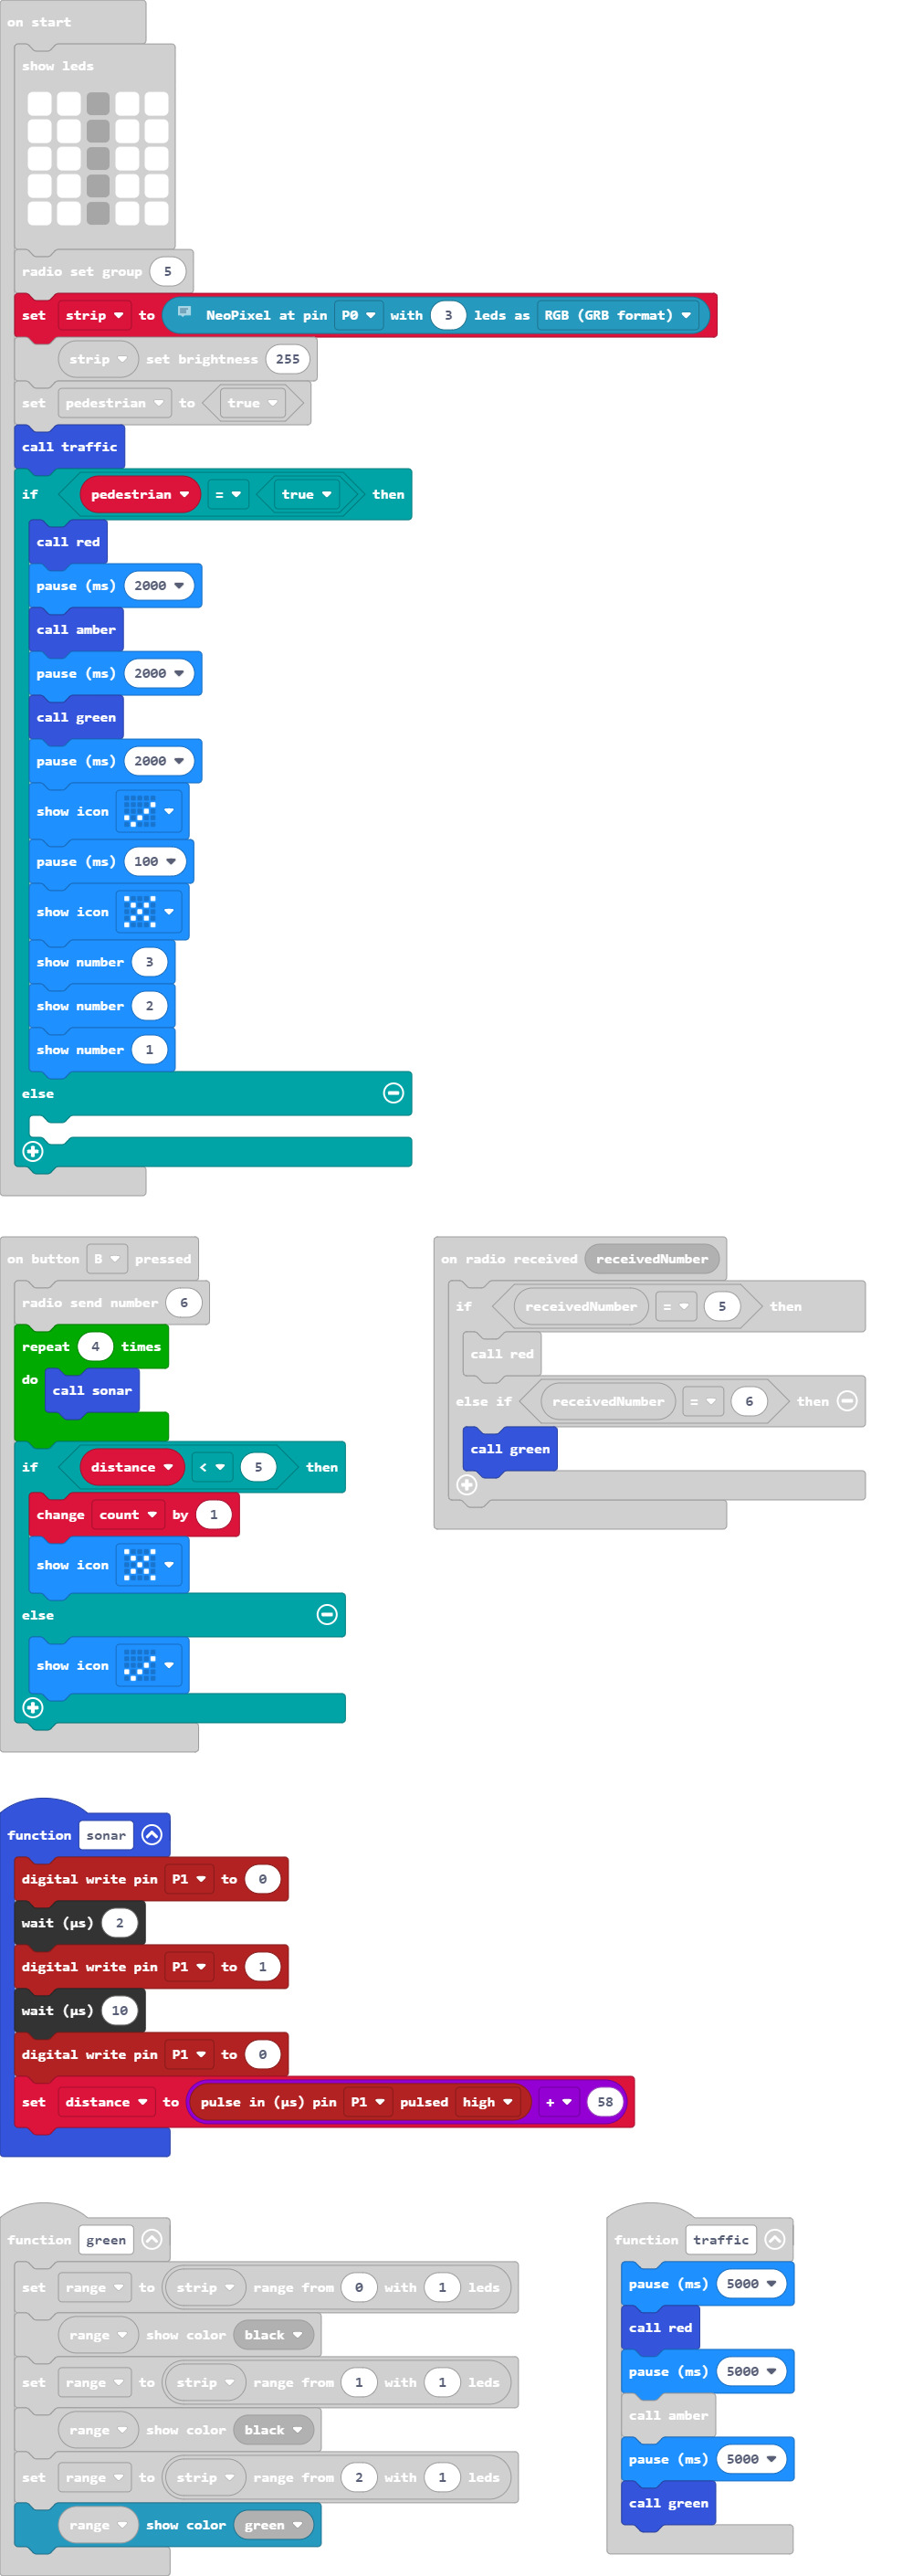 on start
show leds
radio set group 5
set strip to NeoPixel at pin P0 with 3 leds as RGB (GRB format)
strip set brightness 255
set pedestrian to true
call traffic
if pedestrian = true then
call red
pause (ms) 2000
call amber
pause (ms) 2000
call green
pause (ms) 2000
show icon
pause (ms) 100
show icon
show number 3
show number 2
show number 1
else
on button B pressed
radio send number 6
repeat 4 times
do call sonar
if distance < 5 then
change count by 1
show icon
else
show icon
on radio received receivedNumber
if receivedNumber = 5 then
call red
else if receivedNumber = 6 then
call green
function sonar
digital write pin P1 to 0
wait (µs) 2
digital write pin P1 to 1
wait (µs) 10
digital write pin P1 to 0
set distance to pulse in (µs) pin P1 pulsed high + 58
function green
set range to strip range from 0 with 1 leds
range show color black
set range to strip range from 1 with 1 leds
range show color black
set range to strip range from 2 with 1 leds
range show color green
function traffic
pause (ms) 5000
call red
pause (ms) 5000
call amber
pause (ms) 5000
call green